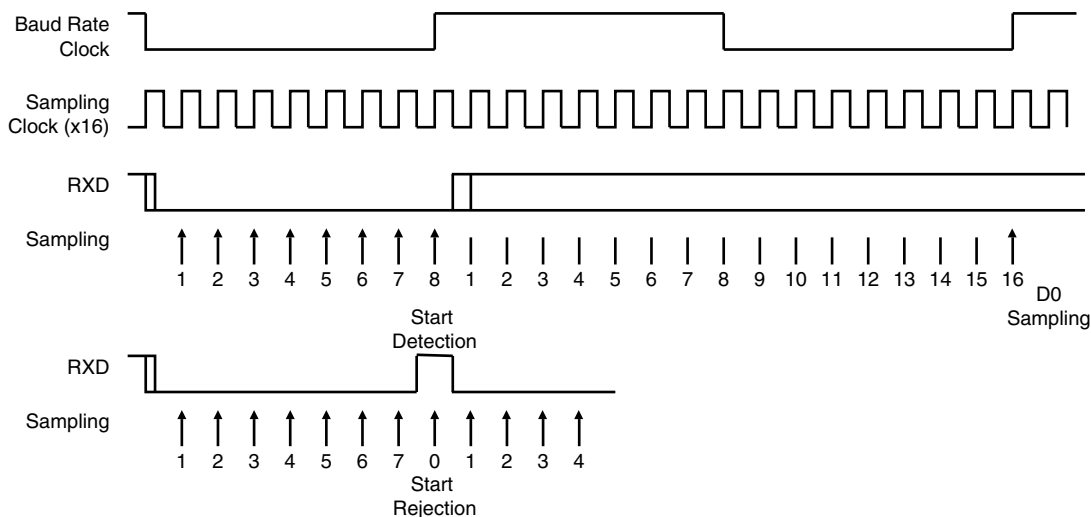 Baud Rate
Clock
Sampling
Clock (x16)
RXD
Sampling
1 2 3 4 5 6 7 8 1 2 3 4 5 6 7 8 9 10 11 12 13 14 15 16
D0
Sampling
Start
Detection
RXD
Sampling
1 2 3 4 5 6 7 0 1 2 3 4
Start
Rejection